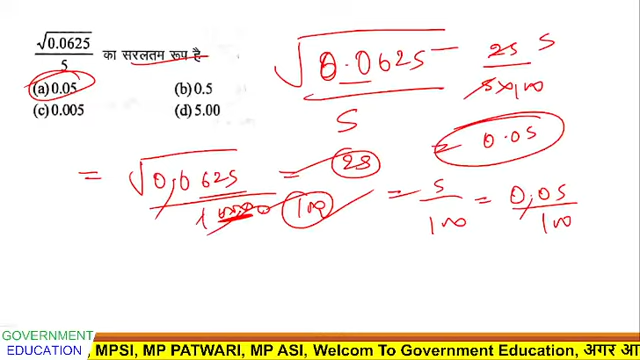 √0.0625 / 5 का सरलतम रूप है
(a) 0.05 (b) 0.5
(c) 0.005 (d) 5.00
√0.0625 / 5
25 5 / 5×100
= 0.05
= √0,0625 / = 25 / 100 = 5 / 100 = 0,05 / 100
GOVERNMENT
EDUCATION
, MPSI, MP PATWARI, MP ASI, Welcom To Government Education, अगर आ